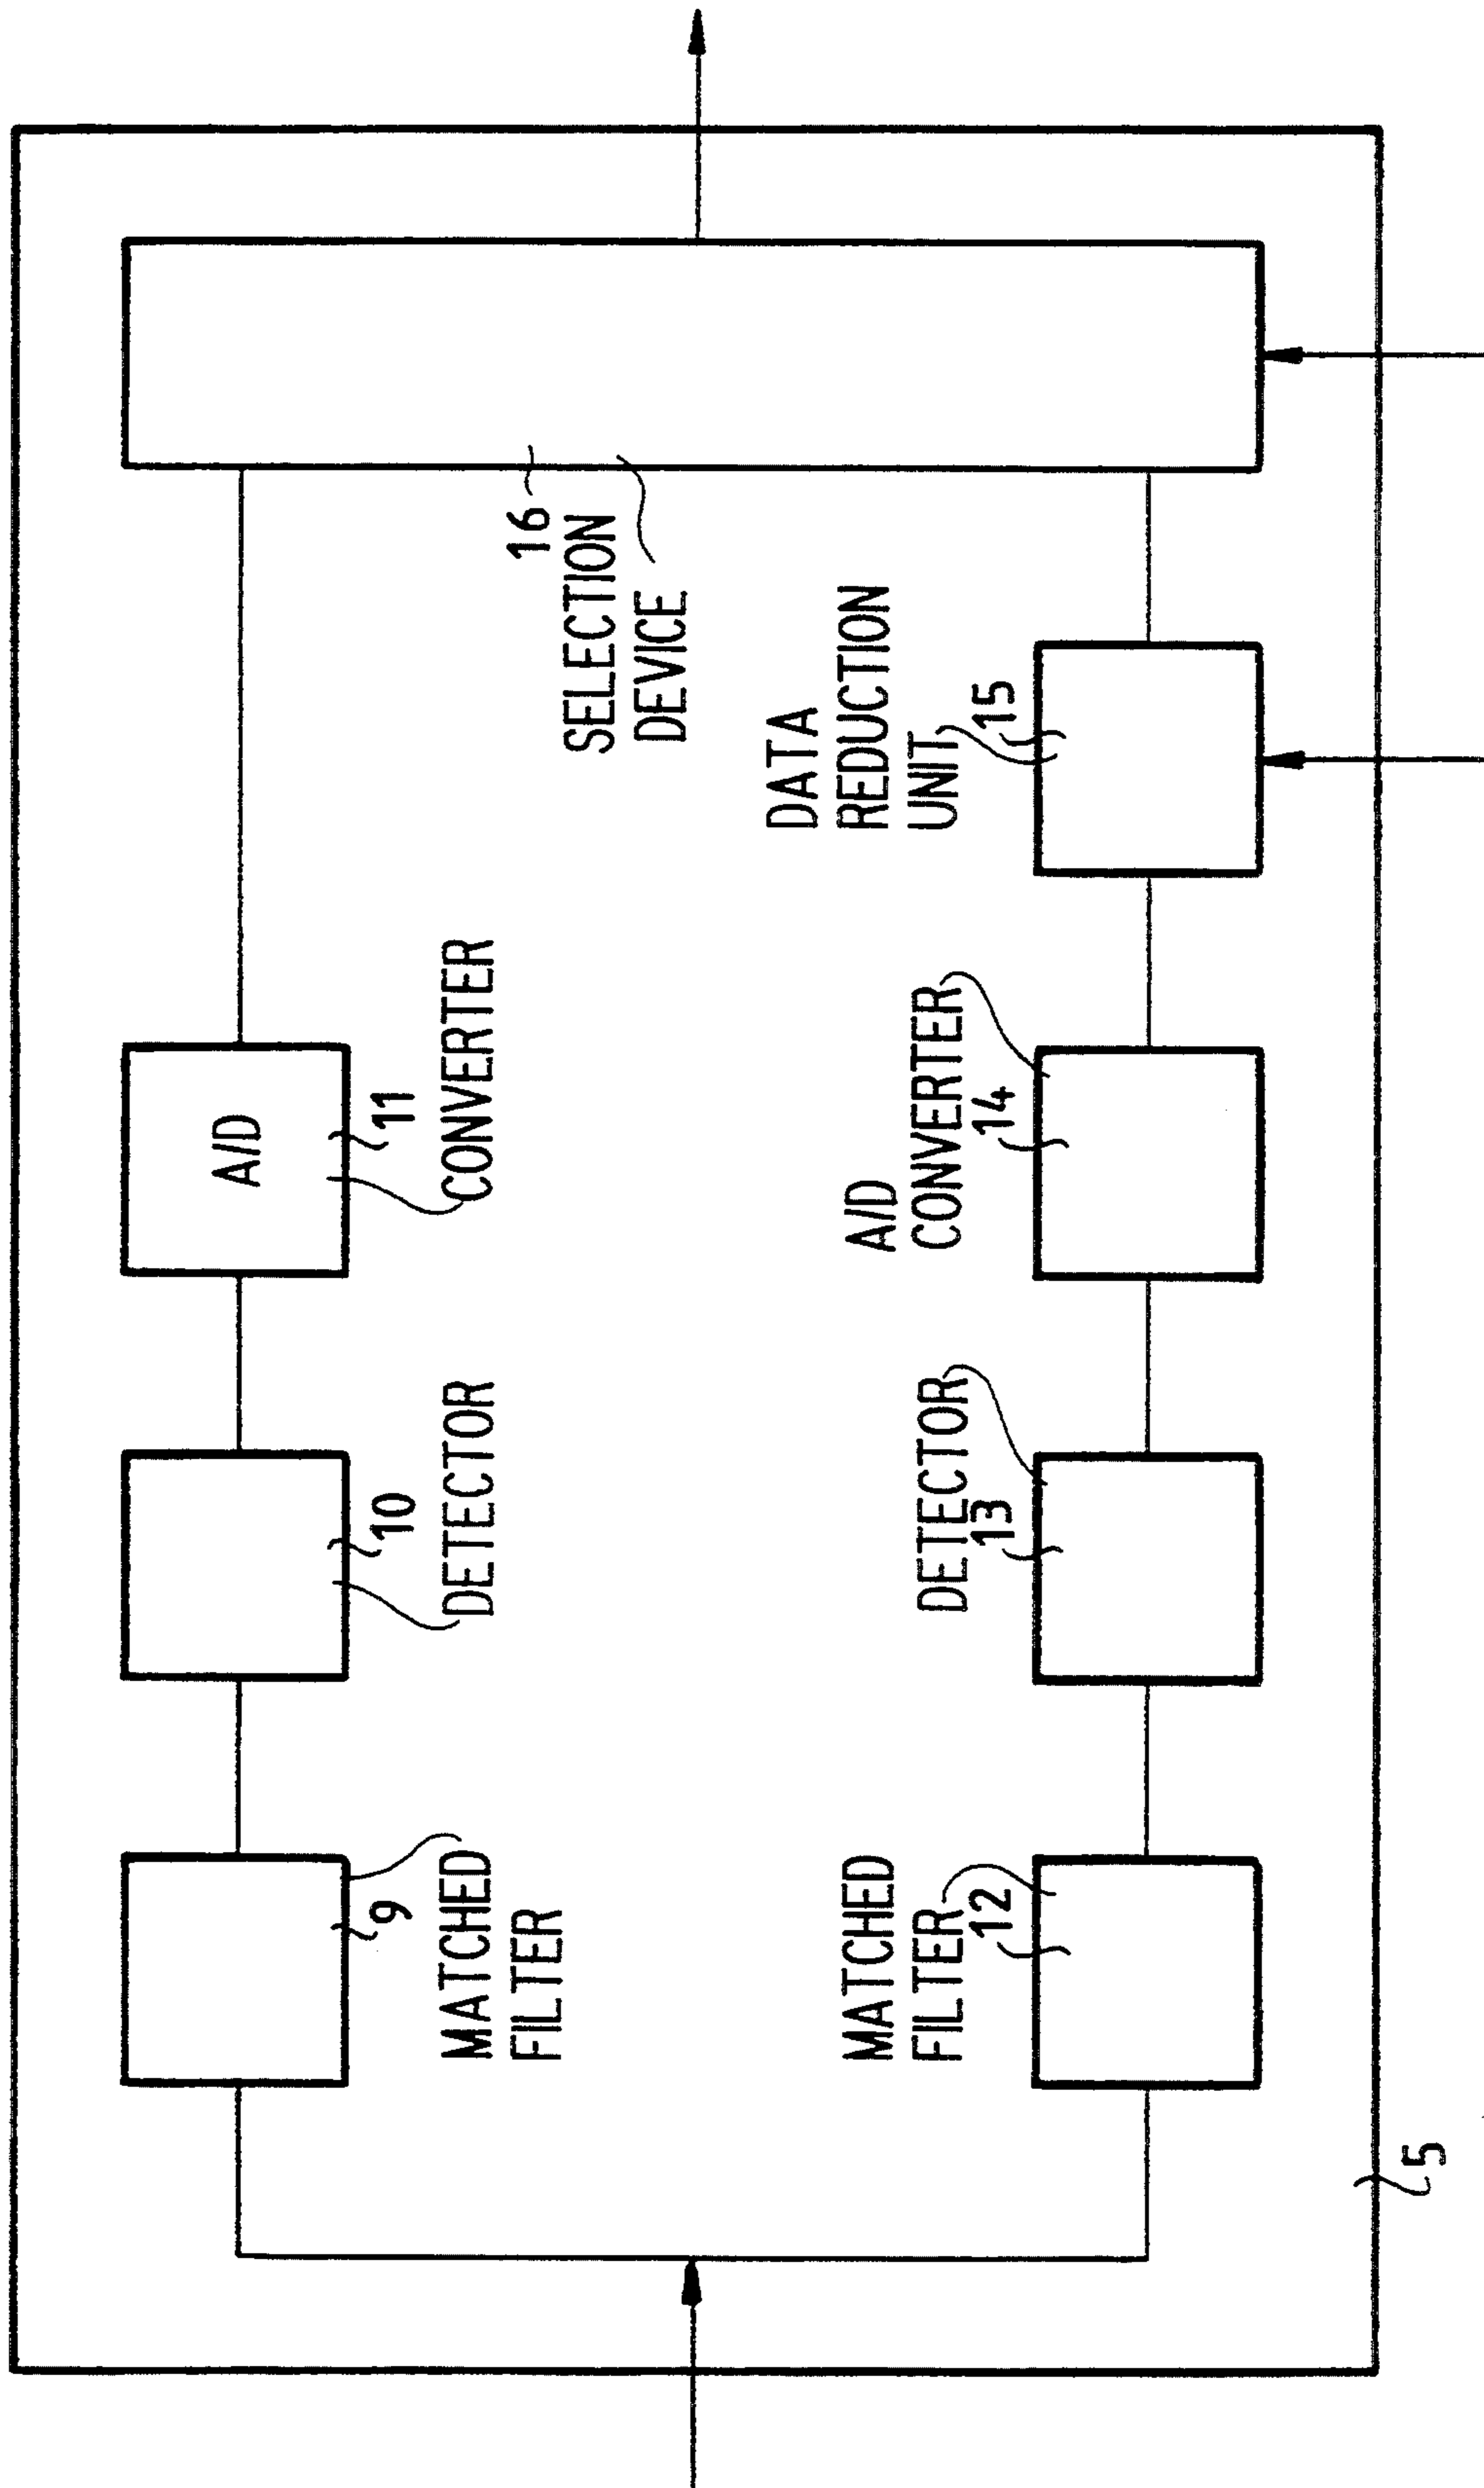 A/D
9
10
11
MATCHED
FILTER
DETECTOR
CONVERTER
16
SELECTION
DEVICE
DATA
REDUCTION
UNIT
MATCHED
FILTER
12
DETECTOR
13
A/D
CONVERTER
14
15
5